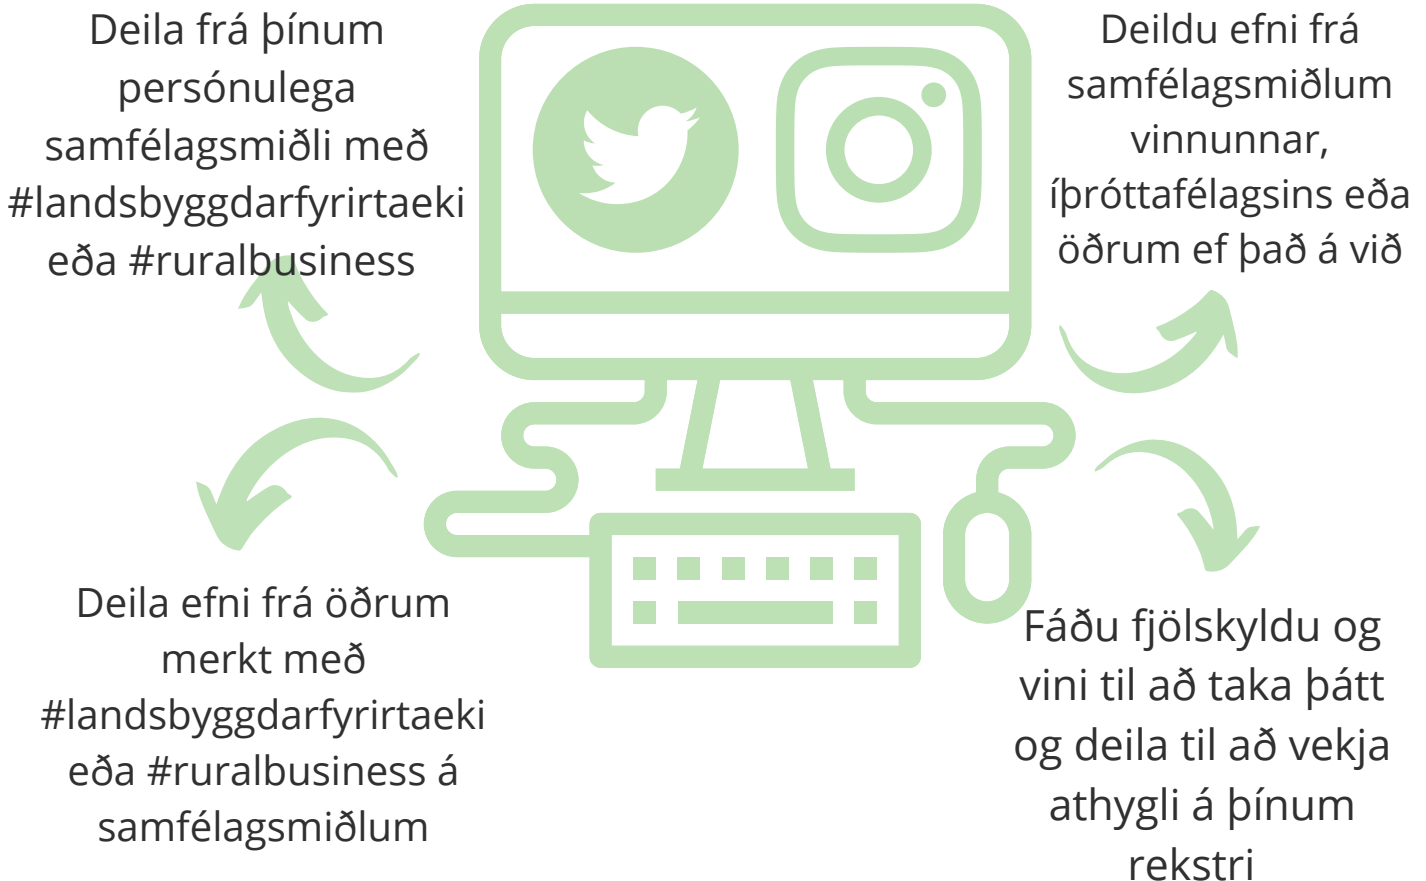 Deila frá þínum
persónulega
samfélagsmiðli með
#landsbyggdarfyrirtaeki
eða #ruralbusiness
Deildu efni frá
samfélagsmiðlum
vinnunnar,
íþróttafélagsins eða
öðrum ef það á við
Deila efni frá öðrum
merkt með
#landsbyggdarfyrirtaeki
eða #ruralbusiness á
samfélagsmiðlum
Fáðu fjölskyldu og
vini til að taka þátt
og deila til að vekja
athygli á þínum
rekstri